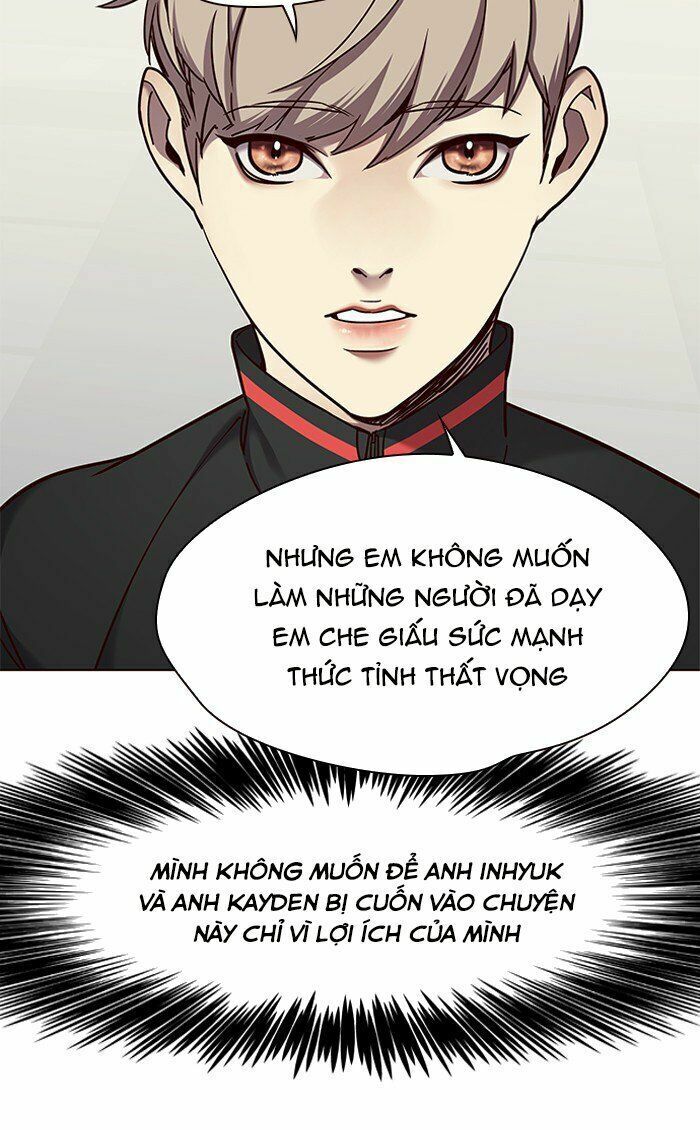 NHƯNG EM KHÔNG MUỐN
LÀM NHỮNG NGƯỜI ĐÃ DẠY
EM CHE GIẤU SỨC MẠNH
THỨC TỈNH THẤT VỌNG
MÌNH KHÔNG MUỐN ĐỂ ANH INHYUK
VÀ ANH KAYDEN BỊ CUỐN VÀO CHUYỆN
NÀY CHỈ VÌ LỢI ÍCH CỦA MÌNH